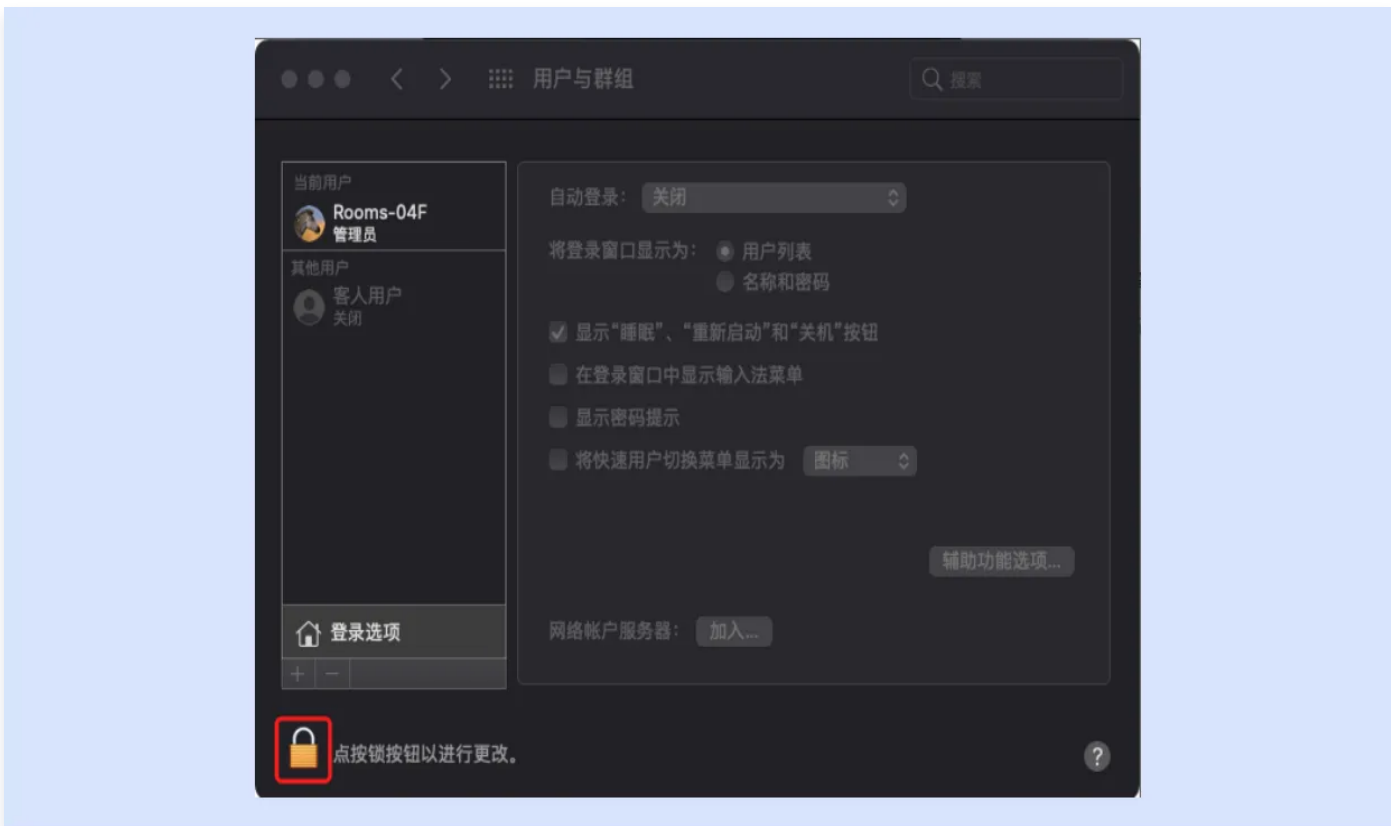 用户与群组
搜索
当前用户
Rooms-04F
管理员
其他用户
客人用户
关闭
登录选项
+ −
自动登录： 关闭
将登录窗口显示为： 用户列表
名称和密码
显示“睡眠”、“重新启动”和“关机”按钮
在登录窗口中显示输入法菜单
显示密码提示
将快速用户切换菜单显示为 图标
辅助功能选项...
网络帐户服务器： 加入...
点按锁按钮以进行更改。
?